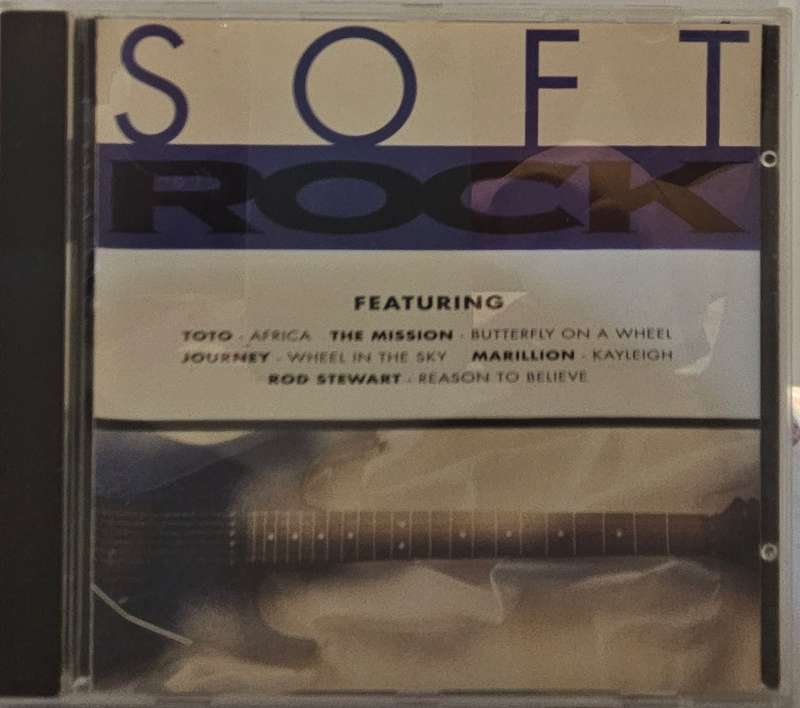 SOFT
ROCK
FEATURING
TOTO · AFRICA THE MISSION · BUTTERFLY ON A WHEEL
JOURNEY · WHEEL IN THE SKY MARILLION · KAYLEIGH
ROD STEWART · REASON TO BELIEVE